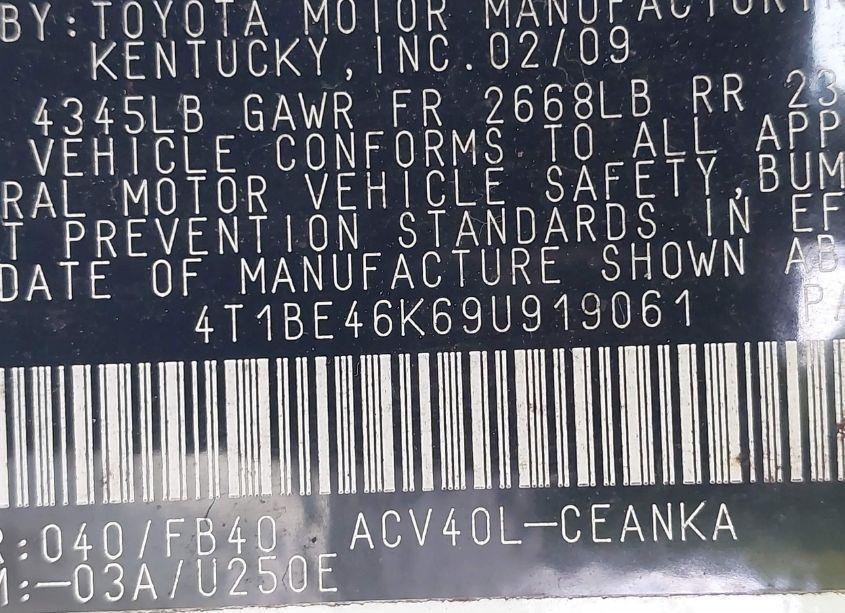 BY:TOYOTA MOTOR MANUFACTURI
KENTUCKY,INC.02/09
4345LB GAWR FR 2668LB RR 23
VEHICLE CONFORMS TO ALL APP
RAL MOTOR VEHICLE SAFETY,BUM
T PREVENTION STANDARDS IN EF
DATE OF MANUFACTURE SHOWN AB
4T1BE46K69U919061 PA
R:040/FB40 ACV40L-CEANKA
M:-03A/U250E